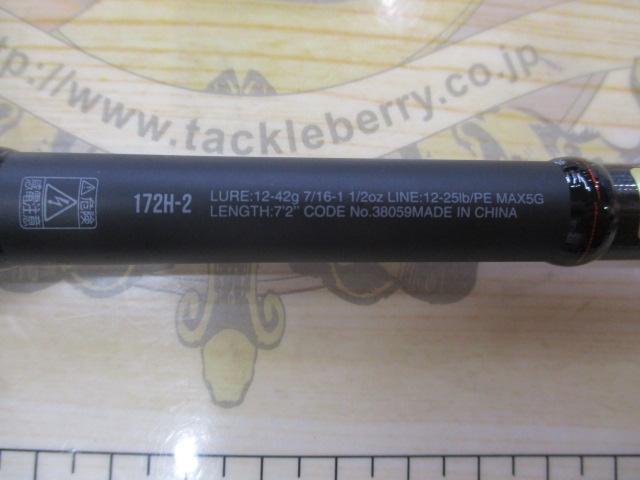 http://www.tackleberry.co.jp
感電注意
⚠危険
172H-2
LURE:12-42g 7/16-1 1/2oz LINE:12-25lb/PE MAX5G
LENGTH:7'2" CODE No.38059MADE IN CHINA